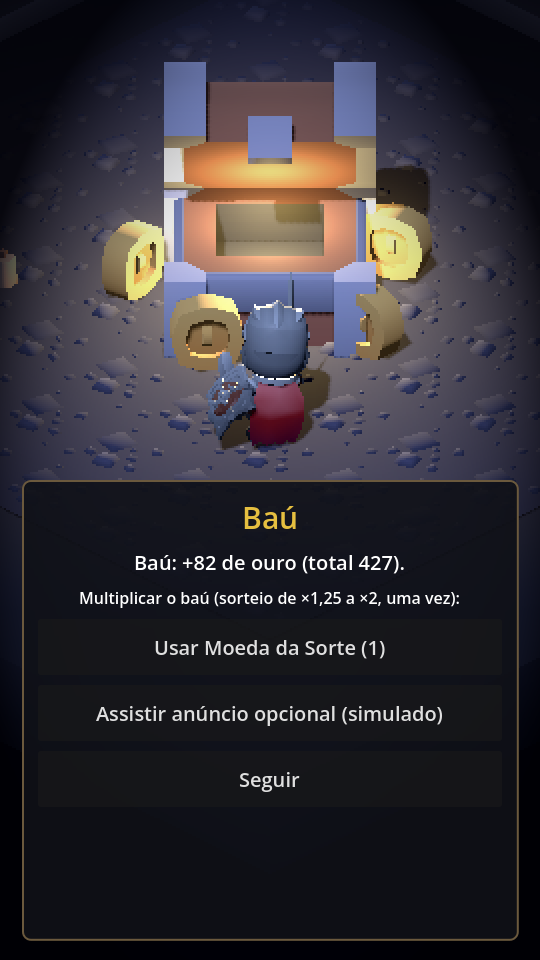 Baú
Baú: +82 de ouro (total 427).
Multiplicar o baú (sorteio de ×1,25 a ×2, uma vez):
Usar Moeda da Sorte (1)
Assistir anúncio opcional (simulado)
Seguir